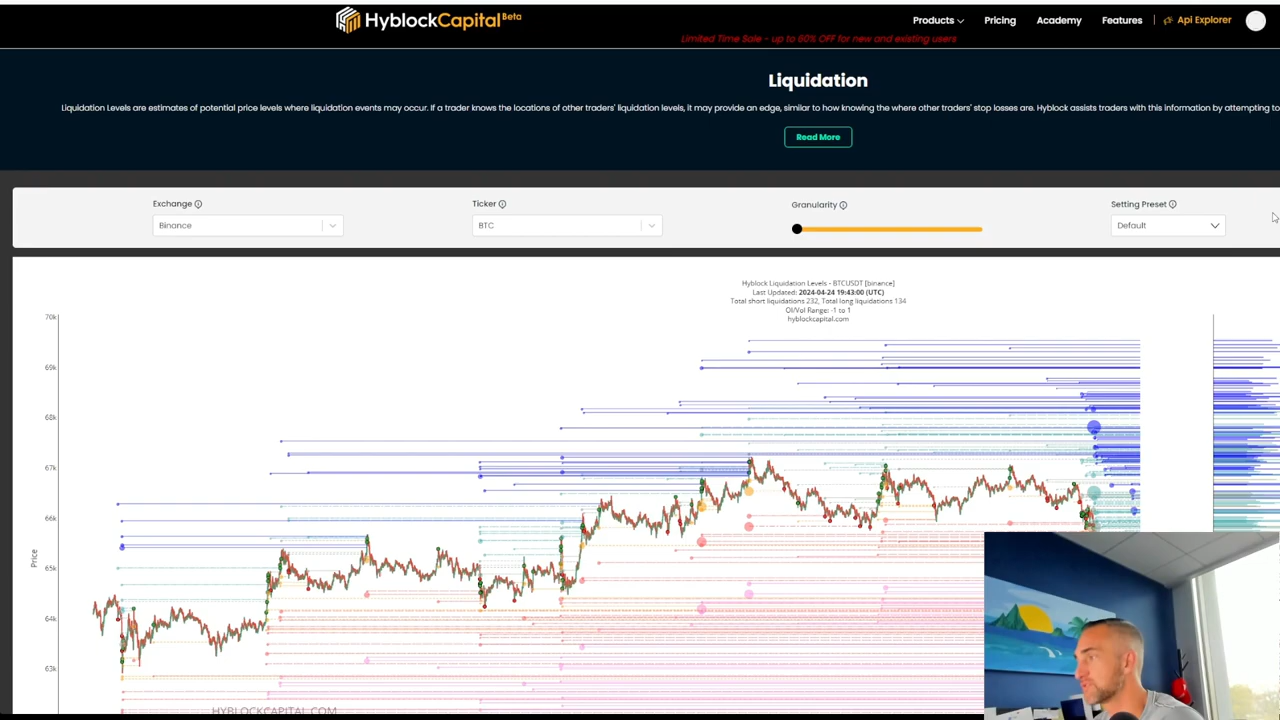 HyblockCapital Beta
Products Pricing Academy Features Api Explorer
Limited Time Sale - up to 60% OFF for new and existing users
Liquidation
Liquidation Levels are estimates of potential price levels where liquidation events may occur. If a trader knows the locations of other traders' liquidation levels, it may provide an edge, similar to how knowing the where other traders' stop losses are. Hyblock assists traders with this information by attempting to
Read More
Exchange Ticker Granularity Setting Preset
Binance BTC Default
Hyblock Liquidation Levels - BTCUSDT [binance]
Last Updated: 2024-04-24 19:43:00 (UTC)
Total short liquidations 232, Total long liquidations 134
OI/Vol Range: -1 to 1
hyblockcapital.com
70k
69k
68k
67k
66k
65k
64k
63k
Price
HYBLOCKCAPITAL.COM